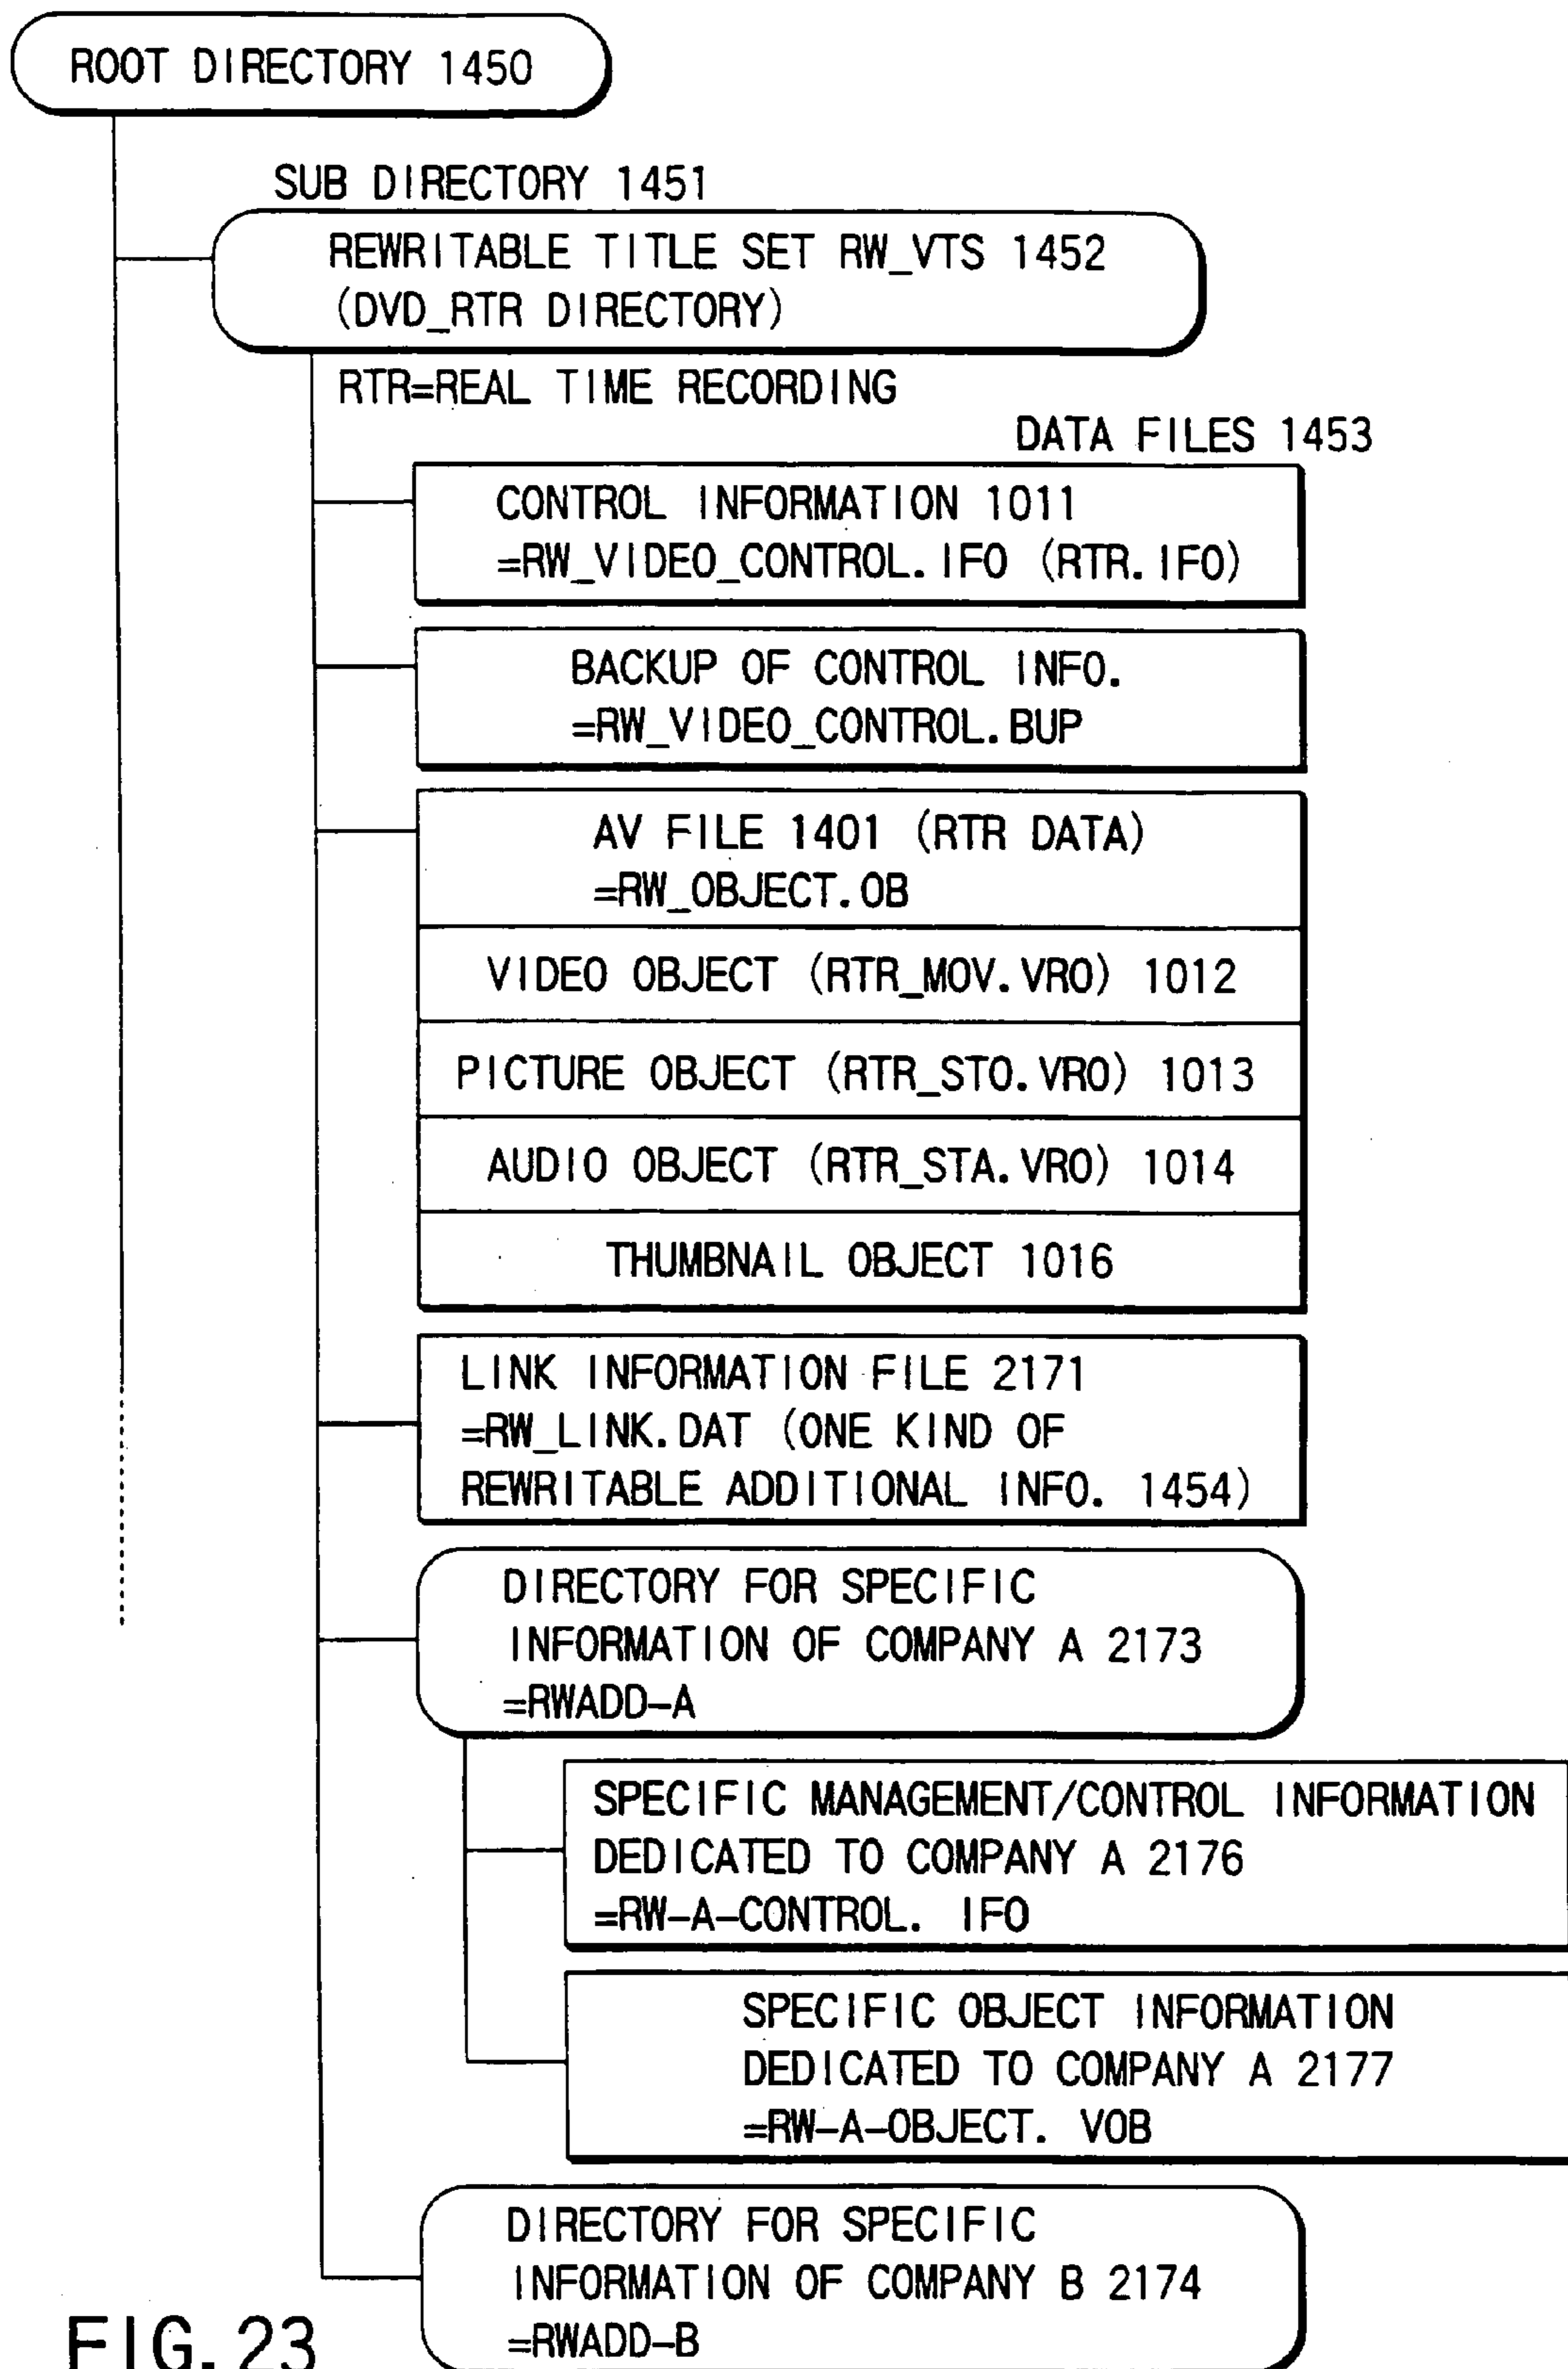 ROOT DIRECTORY 1450
SUB DIRECTORY 1451
REWRITABLE TITLE SET RW_VTS 1452
(DVD_RTR DIRECTORY)
RTR=REAL TIME RECORDING
DATA FILES 1453
CONTROL INFORMATION 1011
=RW_VIDEO_CONTROL.IFO (RTR.IFO)
BACKUP OF CONTROL INFO.
=RW_VIDEO_CONTROL.BUP
AV FILE 1401 (RTR DATA)
=RW_OBJECT.OB
VIDEO OBJECT (RTR_MOV.VRO) 1012
PICTURE OBJECT (RTR_STO.VRO) 1013
AUDIO OBJECT (RTR_STA.VRO) 1014
THUMBNAIL OBJECT 1016
LINK INFORMATION FILE 2171
=RW_LINK.DAT (ONE KIND OF
REWRITABLE ADDITIONAL INFO. 1454)
DIRECTORY FOR SPECIFIC
INFORMATION OF COMPANY A 2173
=RWADD-A
SPECIFIC MANAGEMENT/CONTROL INFORMATION
DEDICATED TO COMPANY A 2176
=RW-A-CONTROL. IFO
SPECIFIC OBJECT INFORMATION
DEDICATED TO COMPANY A 2177
=RW-A-OBJECT. VOB
DIRECTORY FOR SPECIFIC
INFORMATION OF COMPANY B 2174
=RWADD-B
FIG. 23